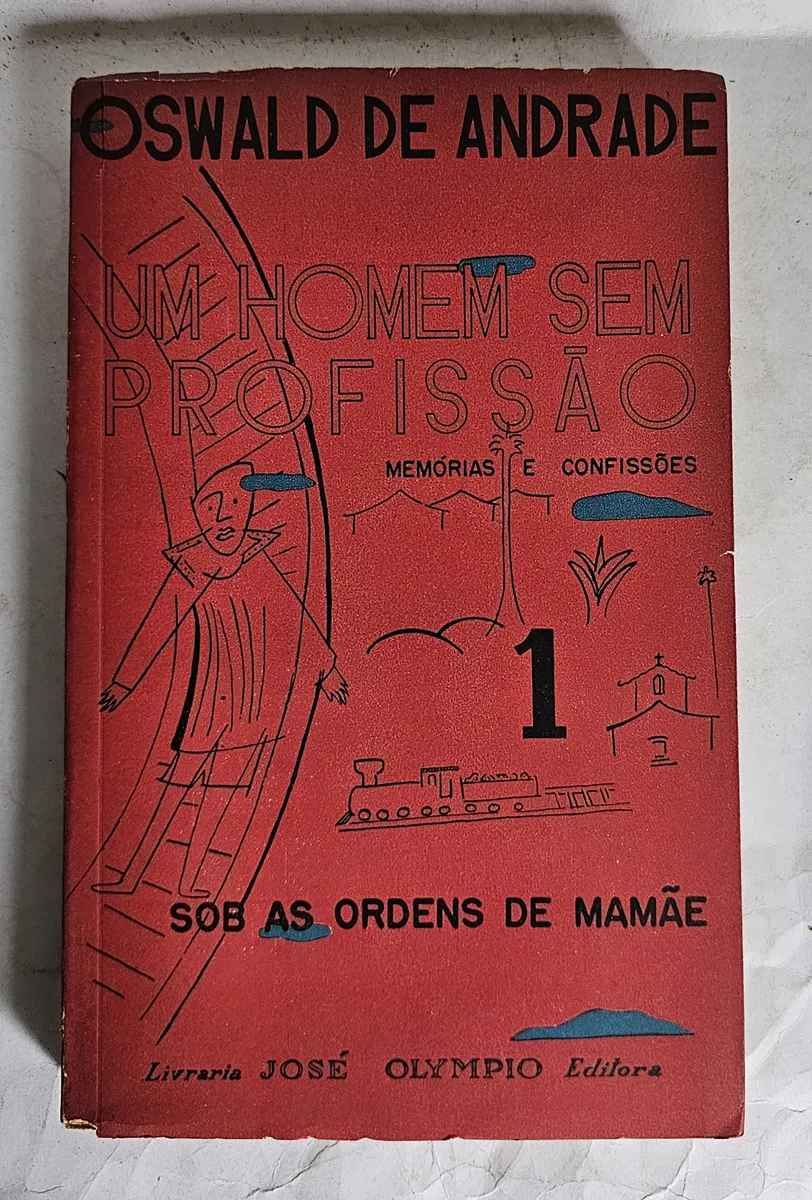 OSWALD DE ANDRADE
UM HOMEM SEM
PROFISSÃO
MEMÓRIAS E CONFISSÕES
1
SOB AS ORDENS DE MAMÃE
Livraria JOSÉ OLYMPIO Editora